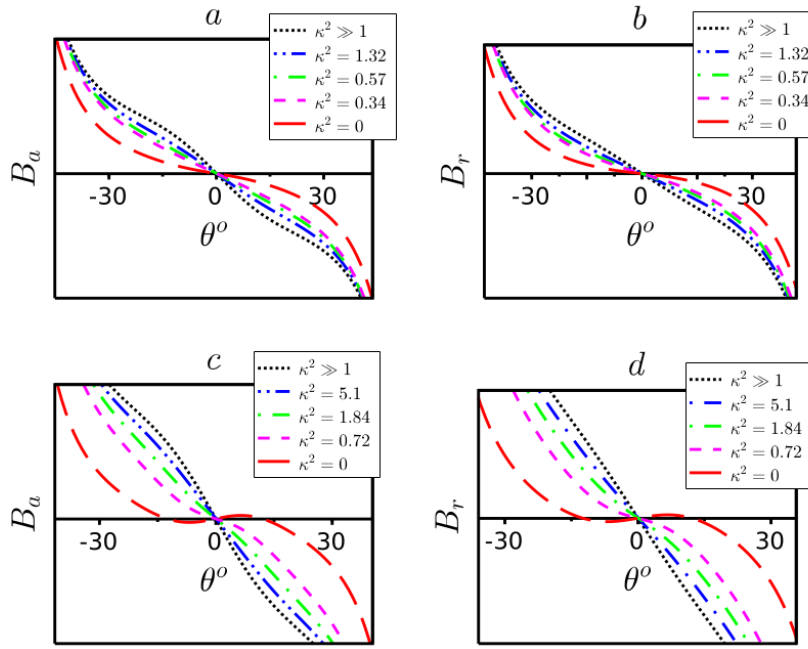 a
κ² ≫ 1
κ² = 1.32
κ² = 0.57
κ² = 0.34
κ² = 0
B_a
-30 0 30
θ^o
b
κ² ≫ 1
κ² = 1.32
κ² = 0.57
κ² = 0.34
κ² = 0
B_r
-30 0 30
θ^o
c
κ² ≫ 1
κ² = 5.1
κ² = 1.84
κ² = 0.72
κ² = 0
B_a
-30 0 30
θ^o
d
κ² ≫ 1
κ² = 5.1
κ² = 1.84
κ² = 0.72
κ² = 0
B_r
-30 0 30
θ^o